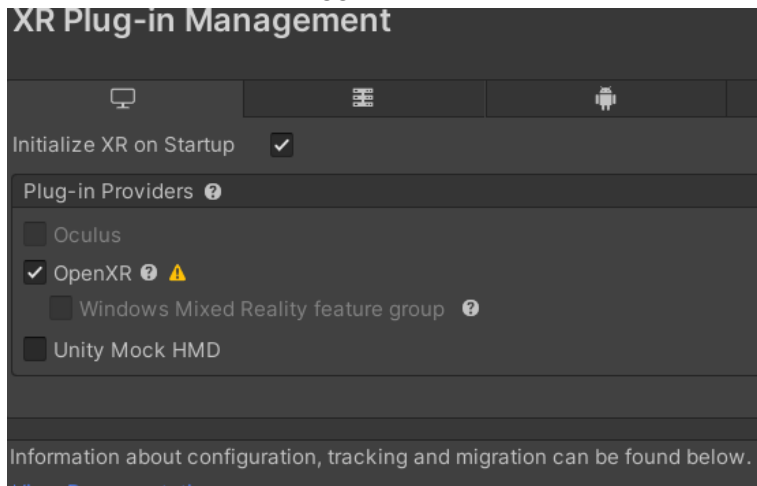 XR Plug-in Management
Initialize XR on Startup
Plug-in Providers
Oculus
OpenXR
Windows Mixed Reality feature group
Unity Mock HMD
Information about configuration, tracking and migration can be found below.